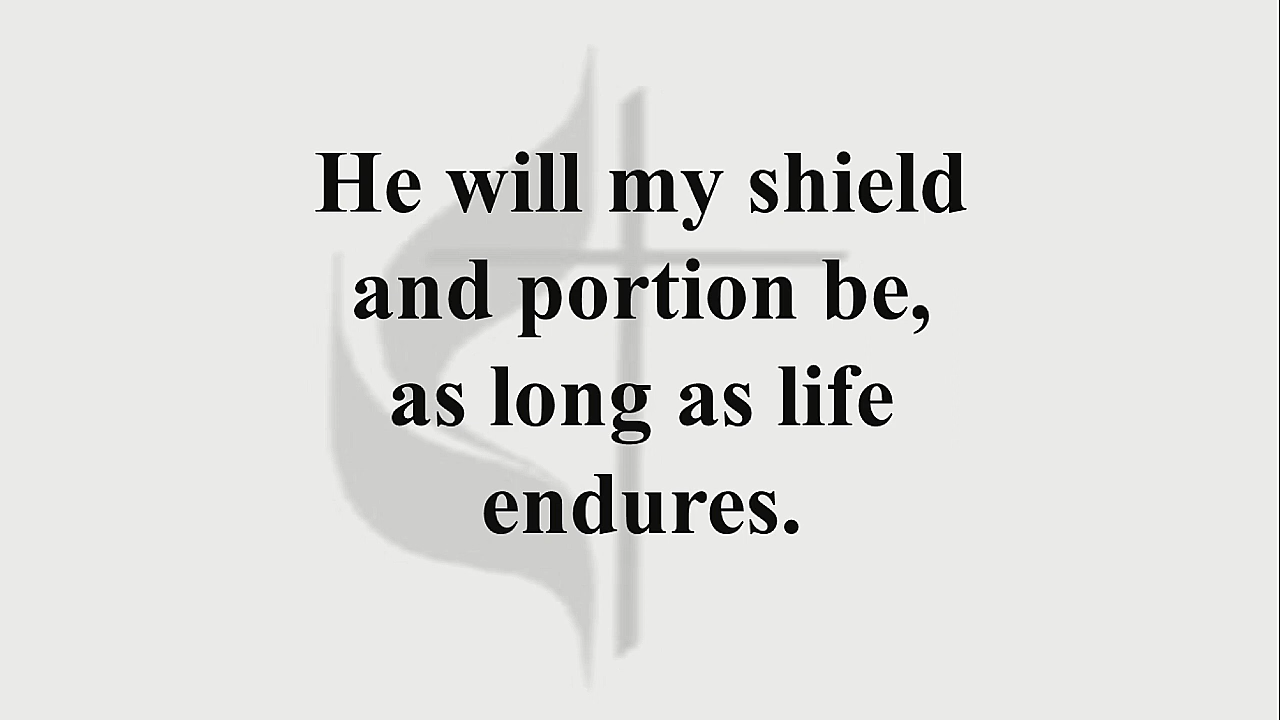 He will my shield
and portion be,
as long as life
endures.